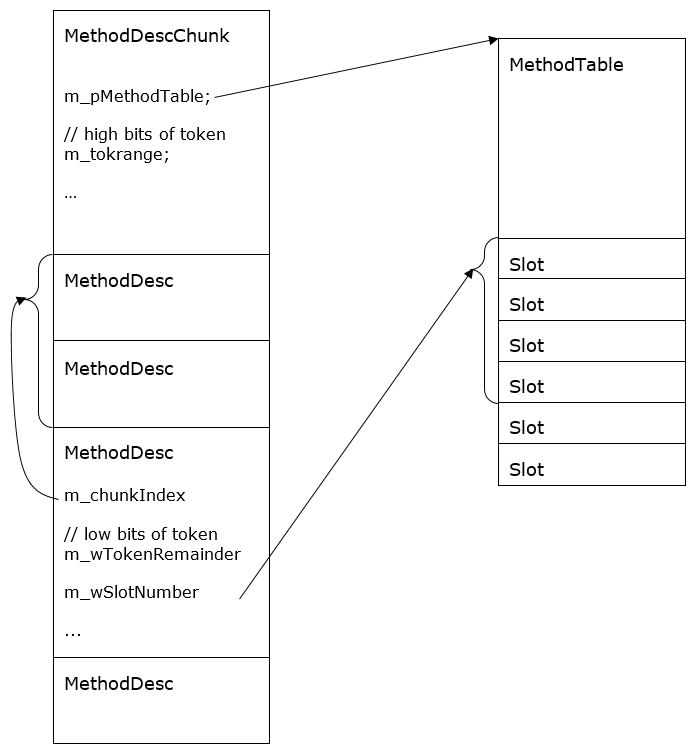 MethodDescChunk
m_pMethodTable;
// high bits of token
m_tokrange;
…
MethodDesc
MethodDesc
MethodDesc
m_chunkIndex
// low bits of token
m_wTokenRemainder
m_wSlotNumber
...
MethodDesc
MethodTable
Slot
Slot
Slot
Slot
Slot
Slot